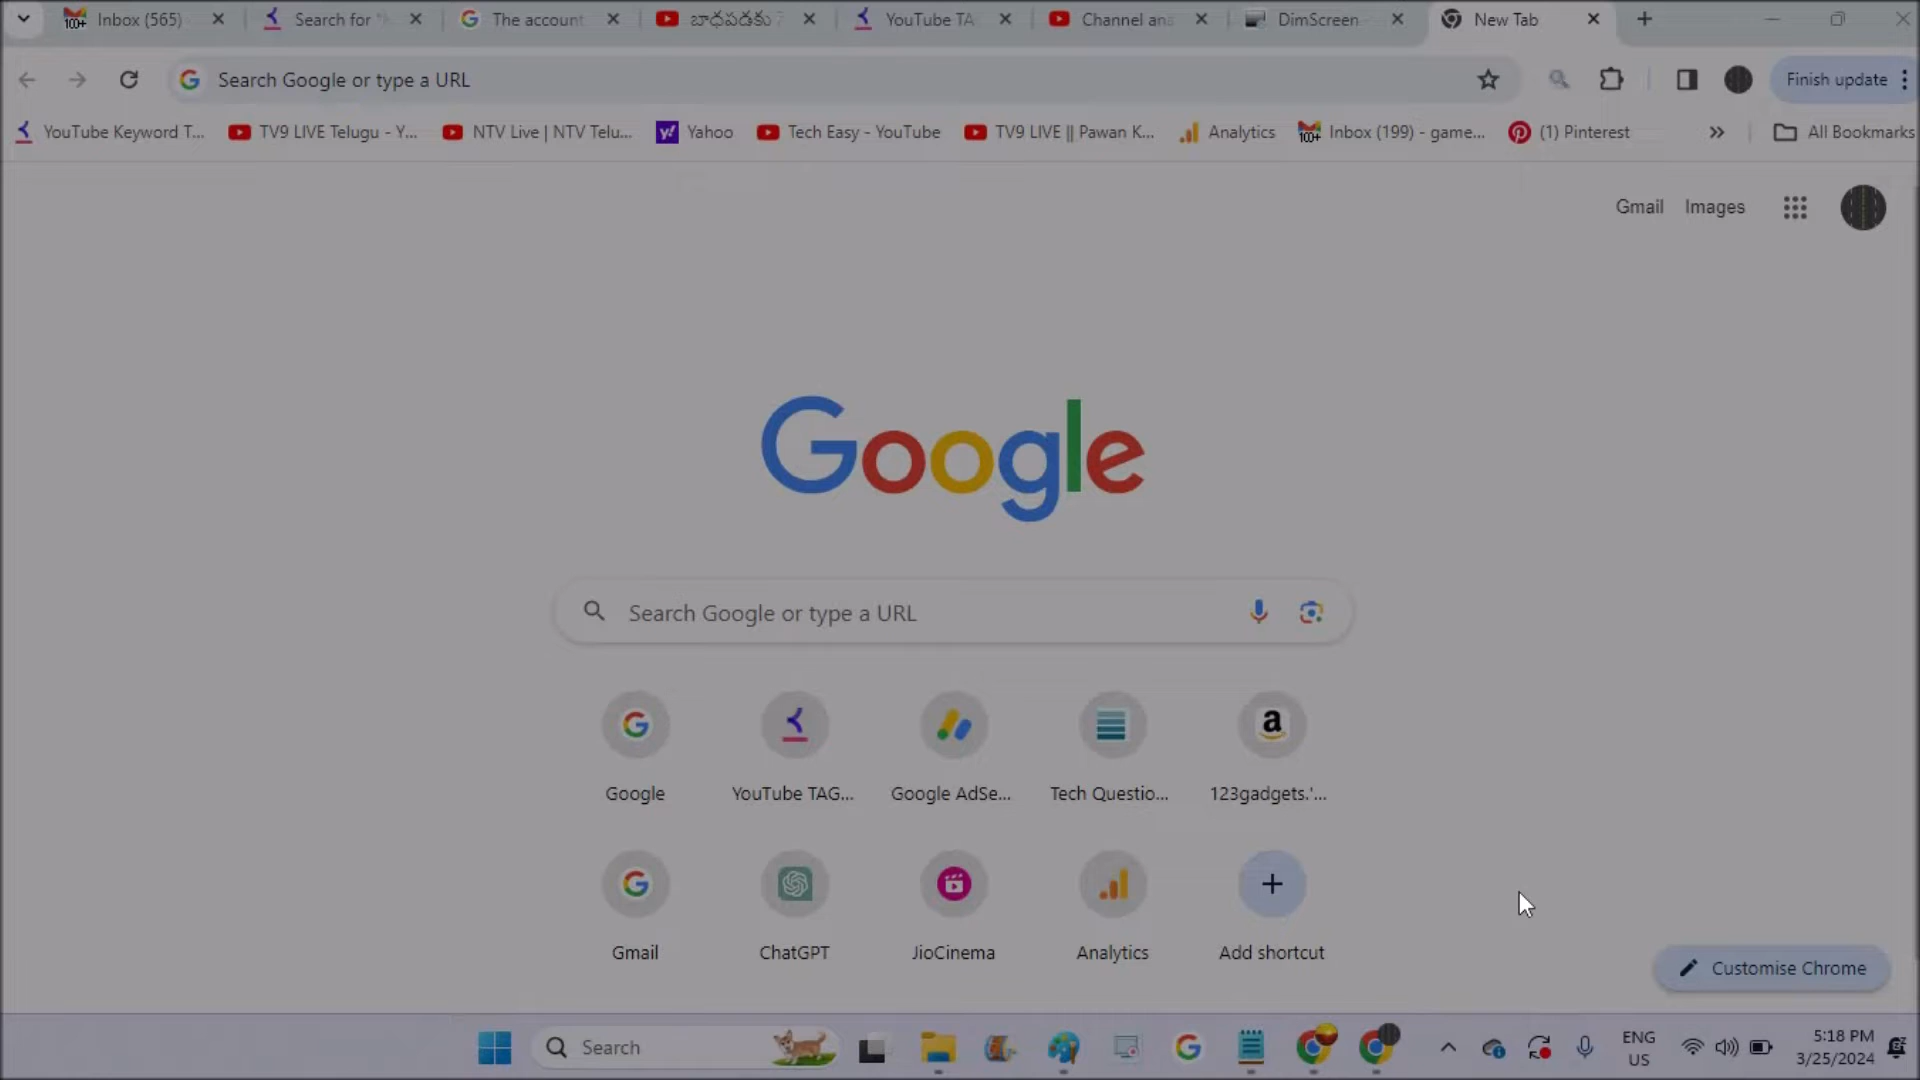 Inbox (565)
Search for "
The account
బాధపడకు
YouTube TA
Channel ana
DimScreen
New Tab
Search Google or type a URL
Finish update
YouTube Keyword T...
TV9 LIVE Telugu - Y...
NTV Live | NTV Telu...
Yahoo
Tech Easy - YouTube
TV9 LIVE || Pawan K...
Analytics
Inbox (199) - game...
(1) Pinterest
All Bookmarks
Gmail
Images
Google
Search Google or type a URL
Google
YouTube TAG...
Google AdSe...
Tech Questio...
123gadgets.'...
Gmail
ChatGPT
JioCinema
Analytics
Add shortcut
Customise Chrome
Search
ENG
US
5:18 PM
3/25/2024